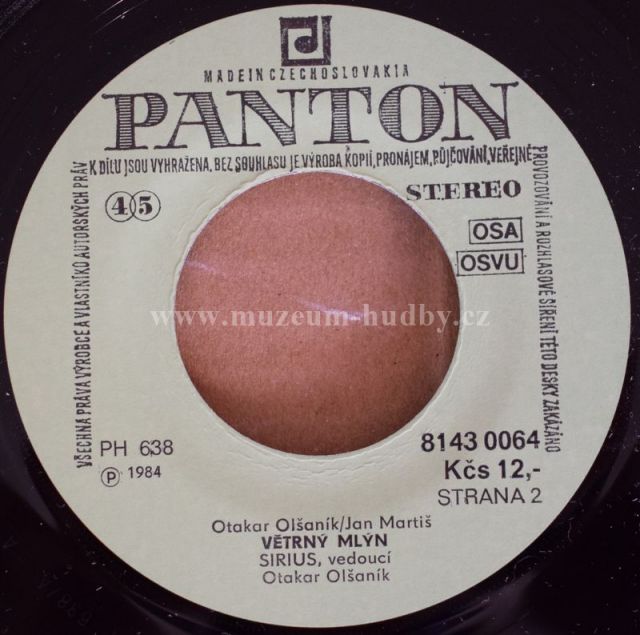 MADE IN CZECHOSLOVAKIA
PANTON
VŠECHNA PRÁVA VÝROBCE A VLASTNÍKŮ AUTORSKÝCH PRÁV
K DÍLU JSOU VYHRAŽENA, BEZ SOUHLASU JE VÝROBA KOPIÍ, PRONÁJEM, PŮJČOVÁNÍ, VEŘEJNÉ
PROVOZOVÁNÍ A ROZHLASOVÉ ŠÍŘENÍ TÉTO DESKY ZAKÁZÁNO
45
STEREO
OSA
OSVU
www.muzeum-hudby.cz
PH 638
℗ 1984
8143 0064
Kčs 12,-
STRANA 2
Otakar Olšaník/Jan Martiš
VĚTRNÝ MLÝN
SIRIUS, vedoucí
Otakar Olšaník